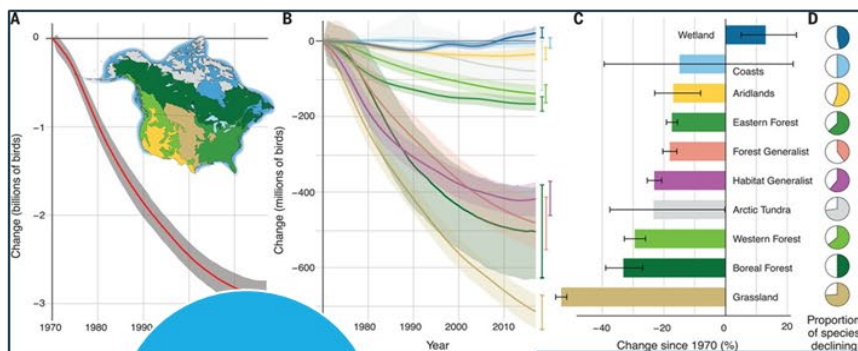 A
B
C
D
Change (billions of birds)
0
−1
−2
−3
1970
1980
1990
Change (millions of birds)
0
−200
−400
−600
1980
1990
2000
2010
Year
Wetland
Coasts
Aridlands
Eastern Forest
Forest Generalist
Habitat Generalist
Arctic Tundra
Western Forest
Boreal Forest
Grassland
−40
−20
0
20
Change since 1970 (%)
Proportion
of species
declining